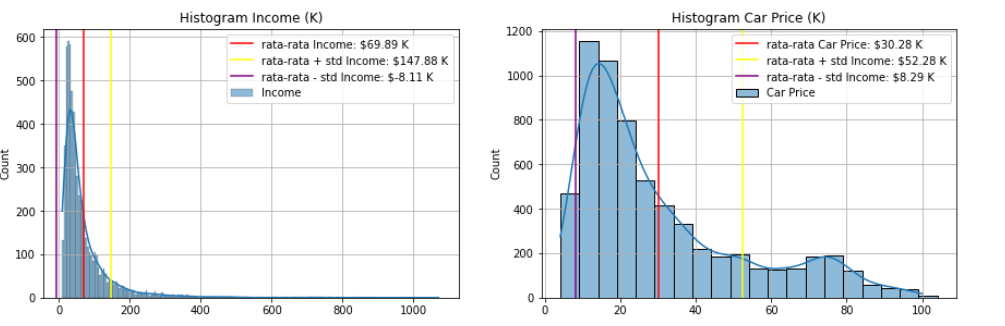 Histogram Income (K)
rata-rata Income: $69.89 K
rata-rata + std Income: $147.88 K
rata-rata - std Income: $-8.11 K
Income
Count
600
500
400
300
200
100
0
0 200 400 600 800 1000
Histogram Car Price (K)
rata-rata Car Price: $30.28 K
rata-rata + std Income: $52.28 K
rata-rata - std Income: $8.29 K
Car Price
Count
1200
1000
800
600
400
200
0
0 20 40 60 80 100